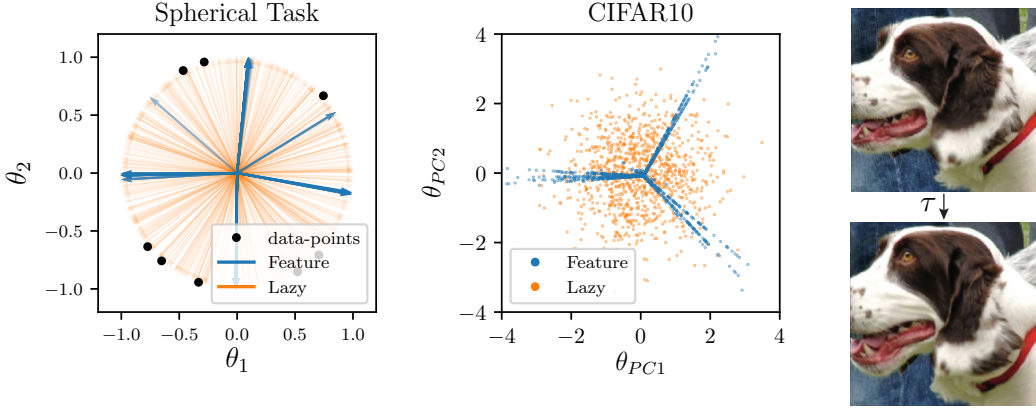 Spherical Task
1.0
0.5
0.0
−0.5
−1.0
θ2
−1.0 −0.5 0.0 0.5 1.0
θ1
data-points
Feature
Lazy
CIFAR10
4
2
0
−2
−4
θPC2
−4 −2 0 2 4
θPC1
Feature
Lazy
τ